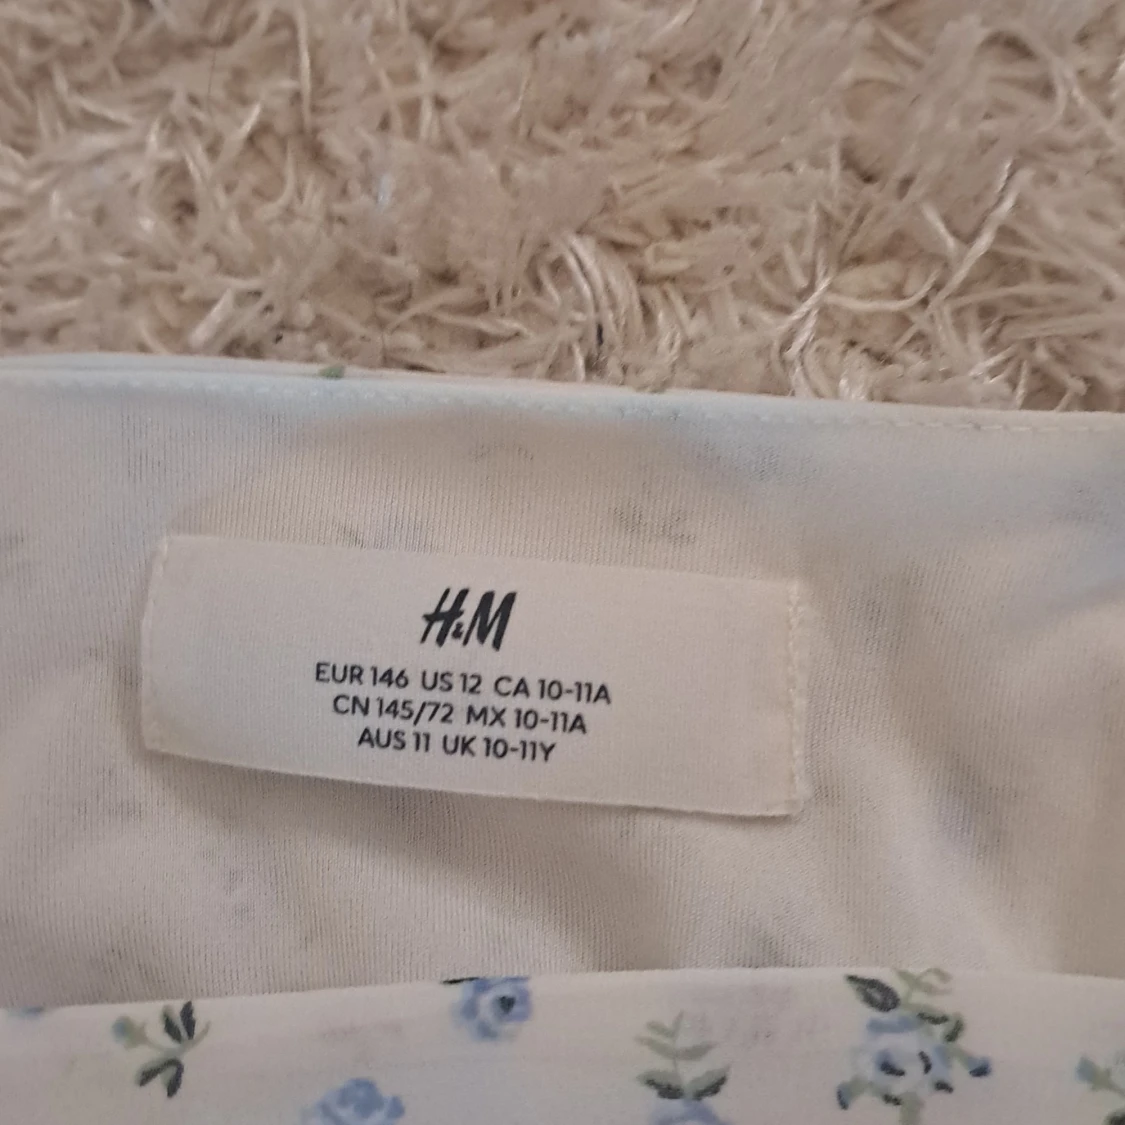 H&M
EUR 146 US 12 CA 10-11A
CN 145/72 MX 10-11A
AUS 11 UK 10-11Y